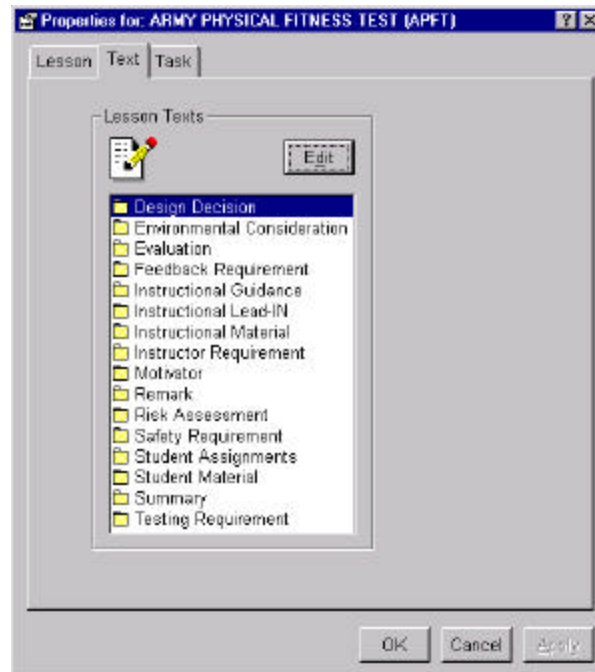 Properties for: ARMY PHYSICAL FITNESS TEST (APFT)
Lesson Text Task
Lesson Texts
Edit
Design Decision
Environmental Consideration
Evaluation
Feedback Requirement
Instructional Guidance
Instructional Lead-IN
Instructional Material
Instructor Requirement
Motivator
Remark
Risk Assessment
Safety Requirement
Student Assignments
Student Material
Summary
Testing Requirement
OK Cancel Apply